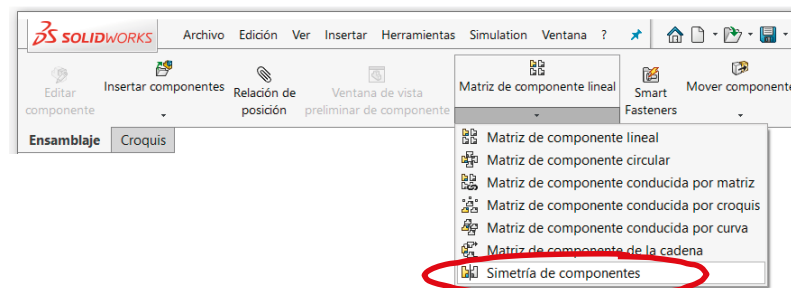 SOLIDWORKS Archivo Edición Ver Insertar Herramientas Simulation Ventana ?
Editar componente
Insertar componentes
Relación de posición
Ventana de vista preliminar de componente
Matriz de componente lineal
Smart Fasteners
Mover componente
Ensamblaje Croquis
Matriz de componente lineal
Matriz de componente circular
Matriz de componente conducida por matriz
Matriz de componente conducida por croquis
Matriz de componente conducida por curva
Matriz de componente de la cadena
Simetría de componentes